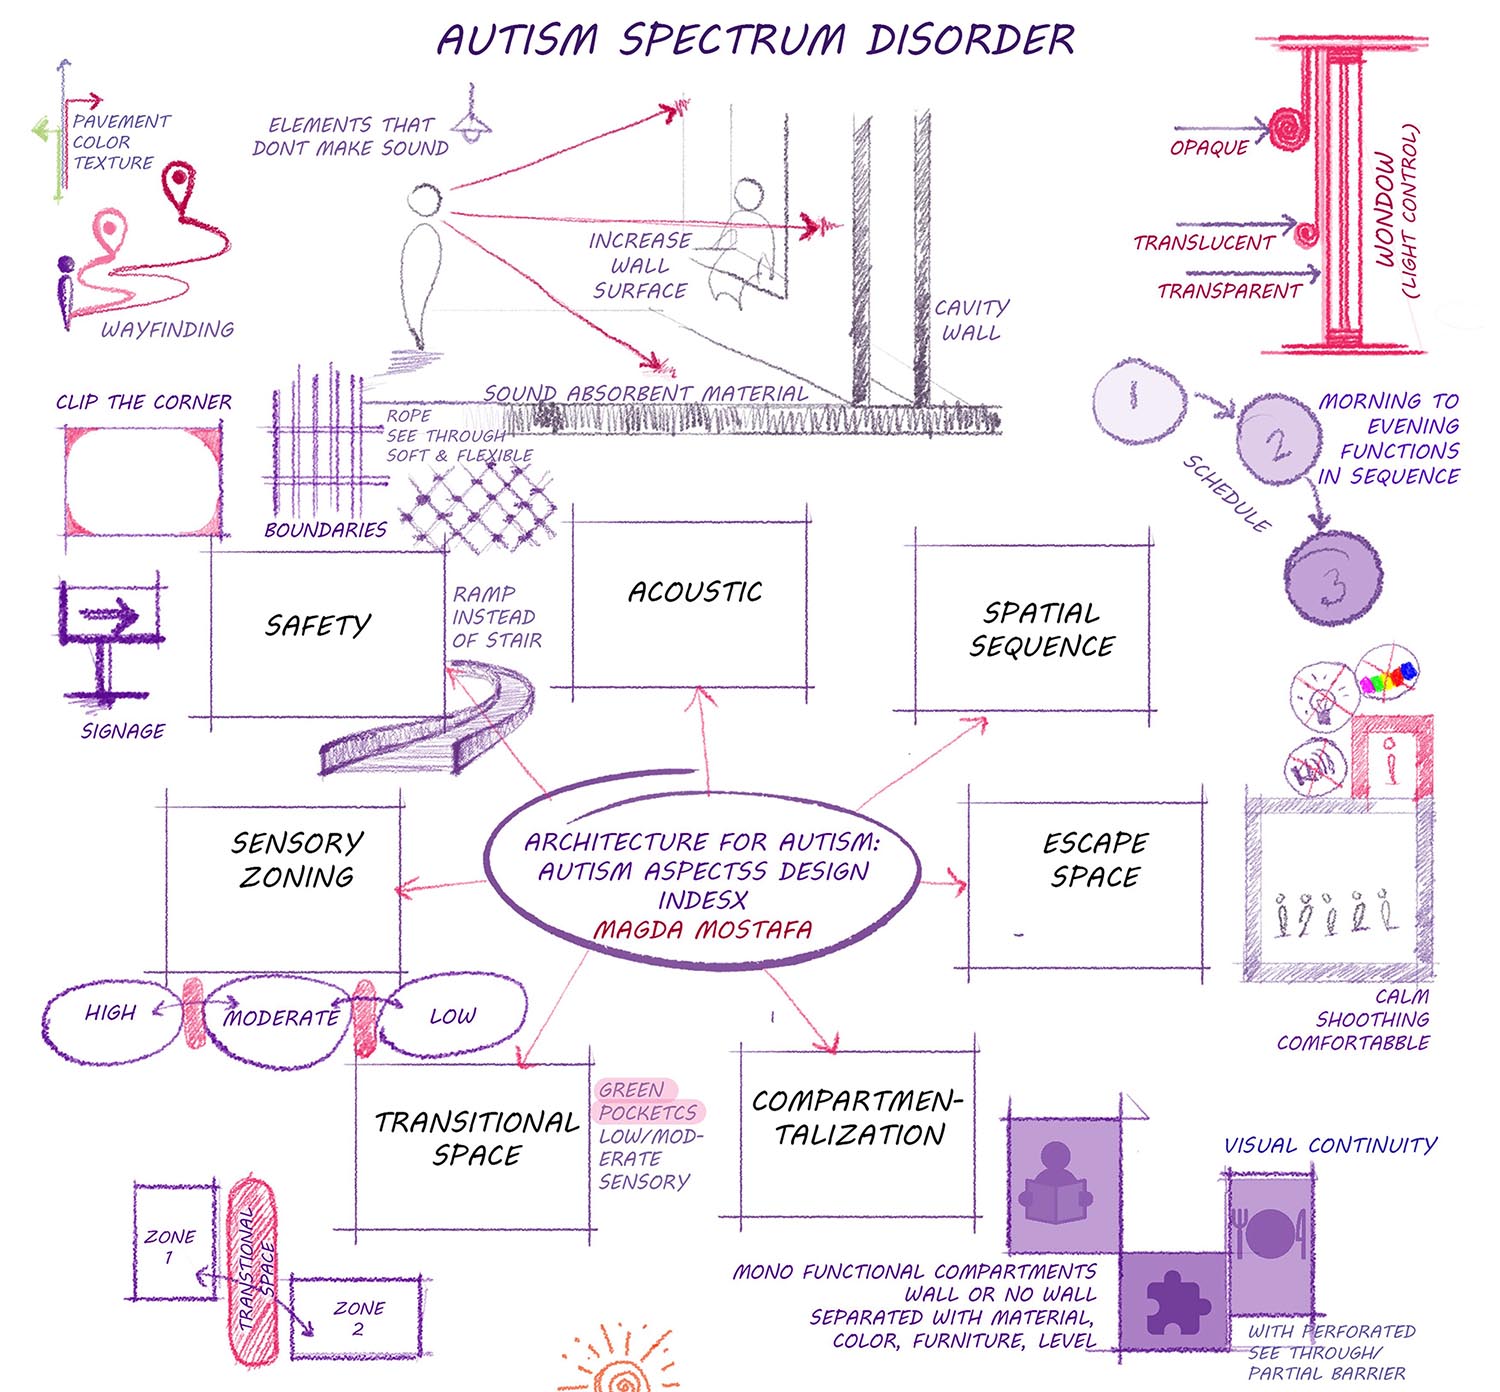 AUTISM SPECTRUM DISORDER
PAVEMENT
COLOR
TEXTURE
WAYFINDING
ELEMENTS THAT
DONT MAKE SOUND
INCREASE
WALL
SURFACE
CAVITY
WALL
SOUND ABSORBENT MATERIAL
OPAQUE
TRANSLUCENT
TRANSPARENT
WONDOW
(LIGHT CONTROL)
CLIP THE CORNER
ROPE
SEE THROUGH
SOFT & FLEXIBLE
BOUNDARIES
1
2
3
SCHEDULE
MORNING TO
EVENING
FUNCTIONS
IN SEQUENCE
SIGNAGE
SAFETY
RAMP
INSTEAD
OF STAIR
ACOUSTIC
SPATIAL
SEQUENCE
SENSORY
ZONING
ARCHITECTURE FOR AUTISM:
AUTISM ASPECTSS DESIGN
INDESX
MAGDA MOSTAFA
ESCAPE
SPACE
CALM
SHOOTHING
COMFORTABBLE
HIGH
MODERATE
LOW
TRANSITIONAL
SPACE
GREEN
POCKETCS
LOW/MOD-
ERATE
SENSORY
COMPARTMEN-
TALIZATION
VISUAL CONTINUITY
ZONE
1
TRANSTIONAL
SPACE
ZONE
2
MONO FUNCTIONAL COMPARTMENTS
WALL OR NO WALL
SEPARATED WITH MATERIAL,
COLOR, FURNITURE, LEVEL
WITH PERFORATED
SEE THROUGH/
PARTIAL BARRIER